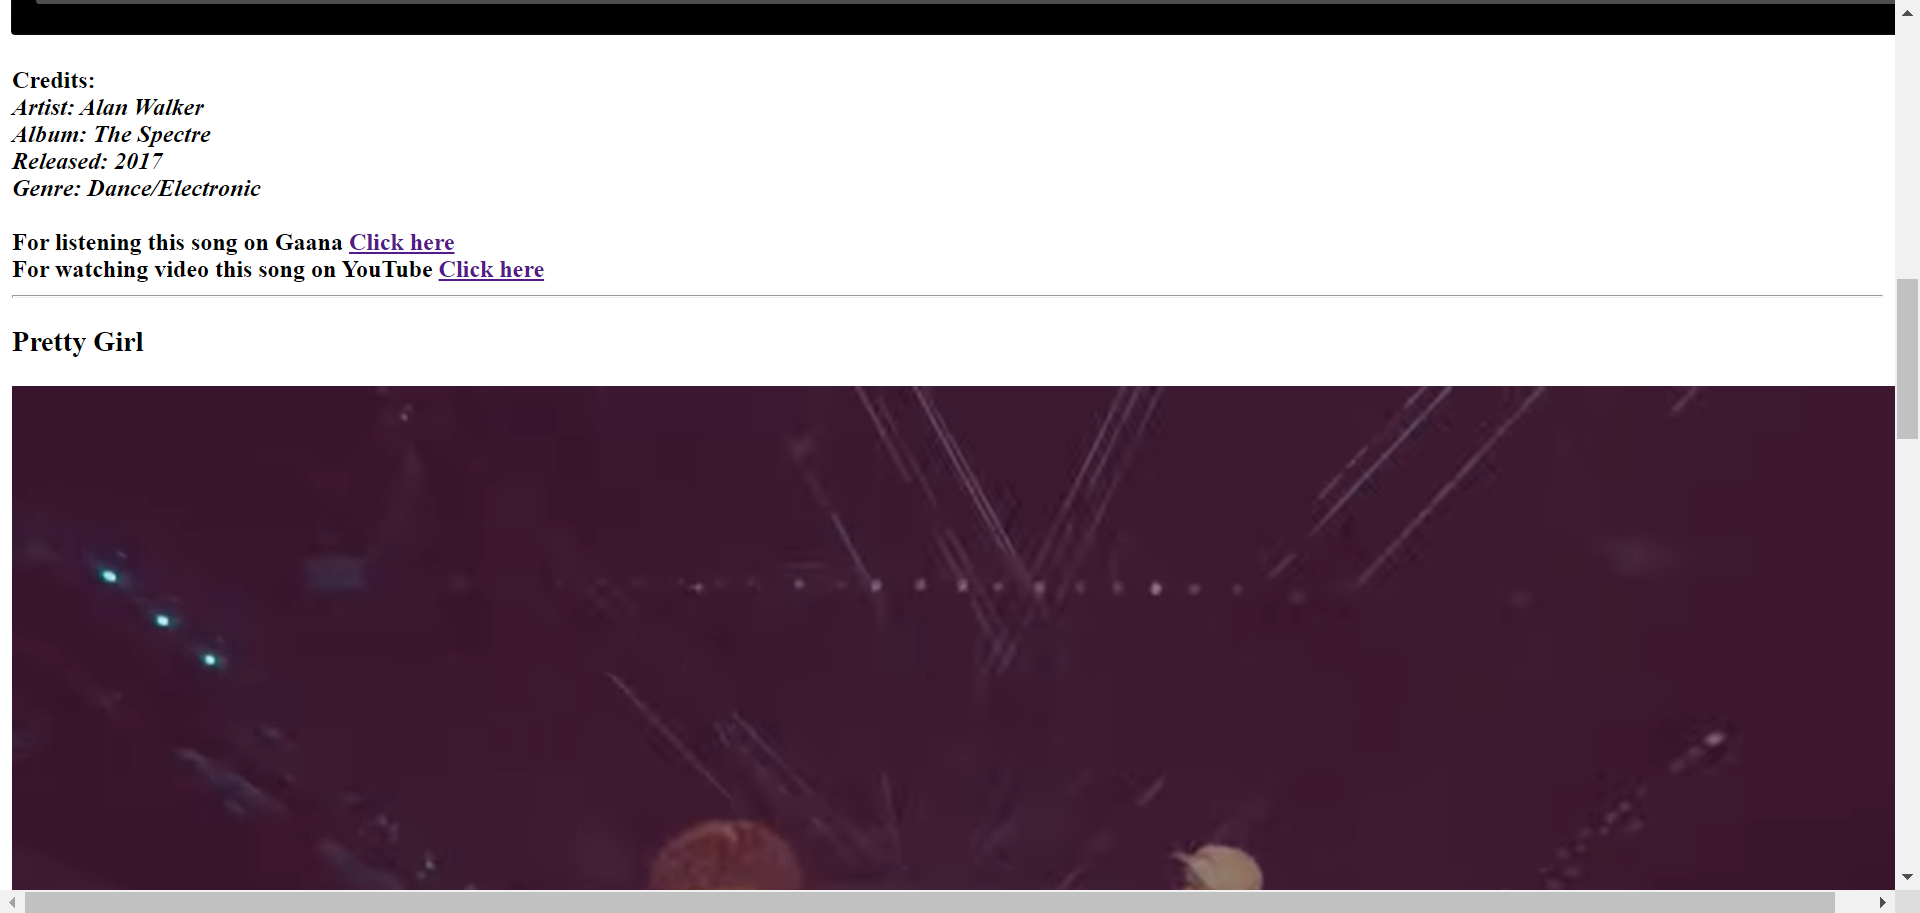 Credits:
Artist: Alan Walker
Album: The Spectre
Released: 2017
Genre: Dance/Electronic
For listening this song on Gaana Click here
For watching video this song on YouTube Click here
Pretty Girl